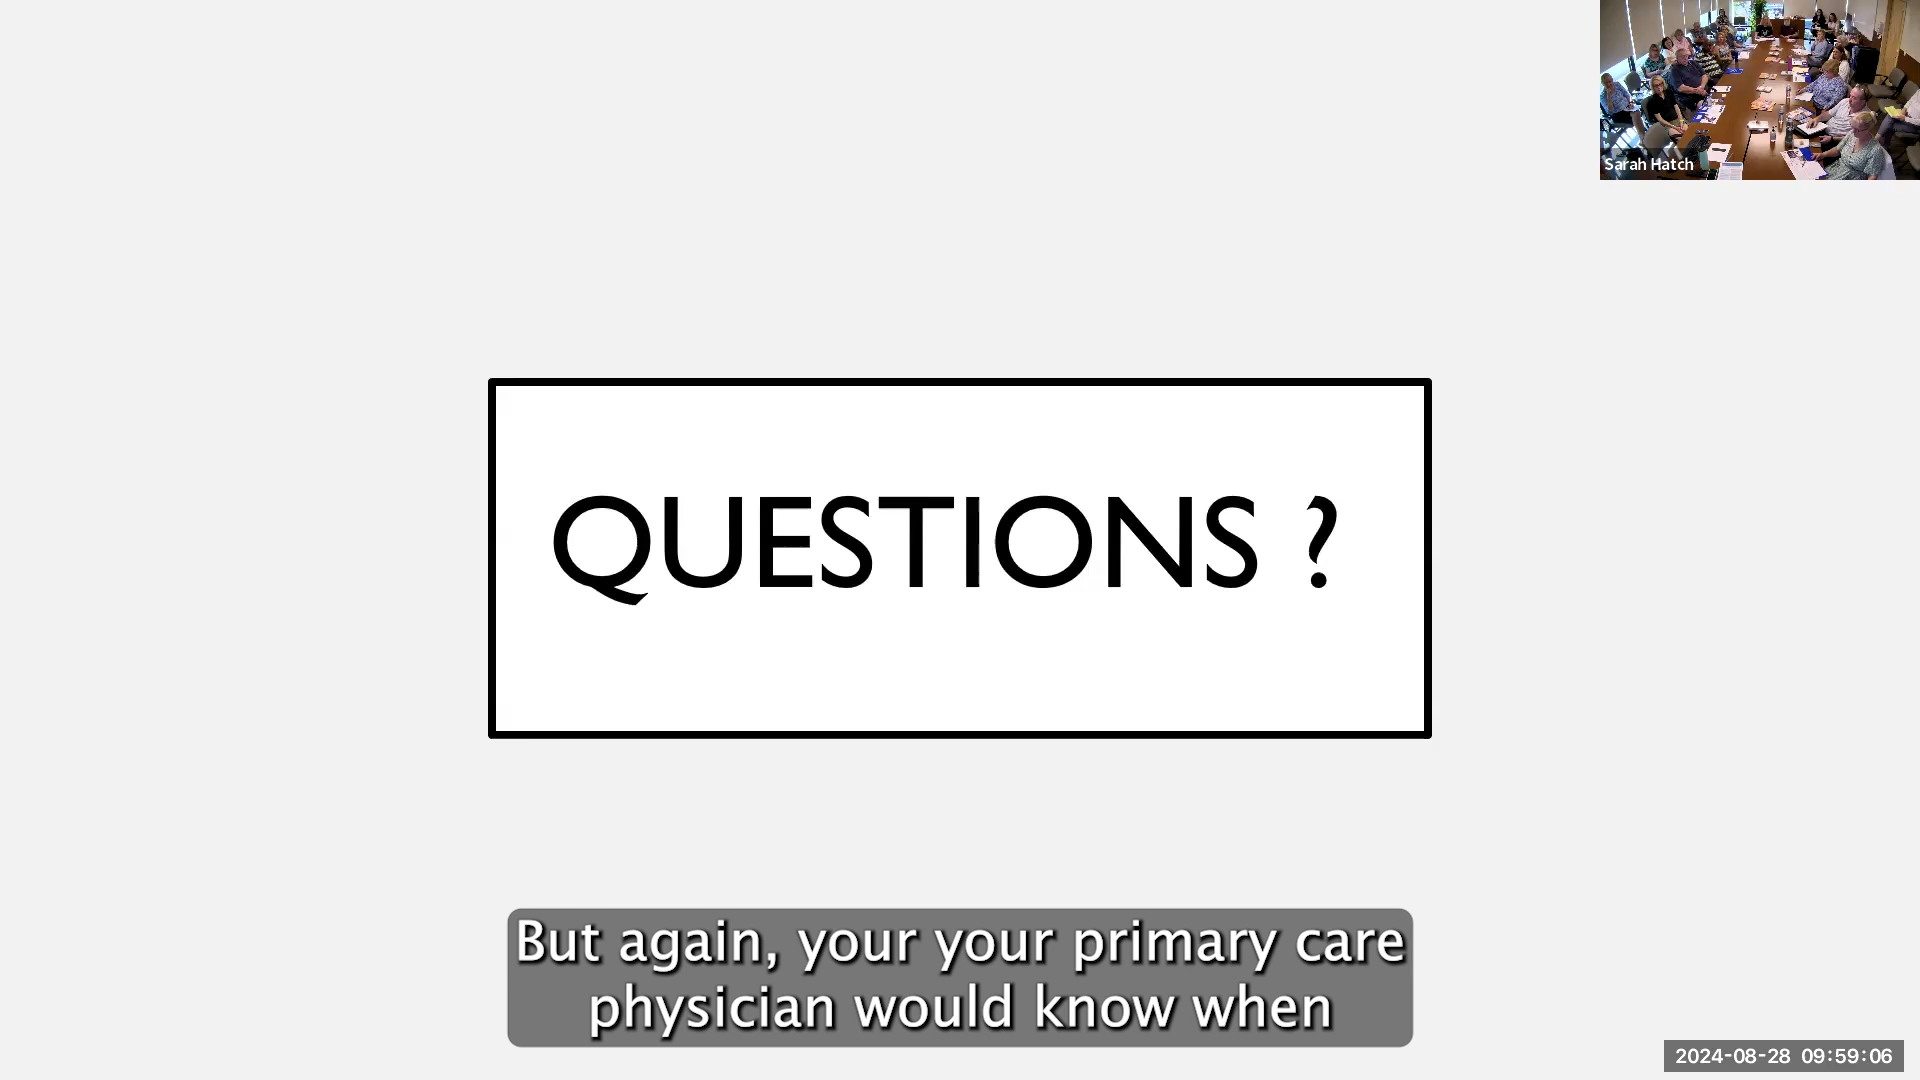 Sarah Hatch
QUESTIONS ?
But again, your your primary care
physician would know when
2024-08-28 09:59:06